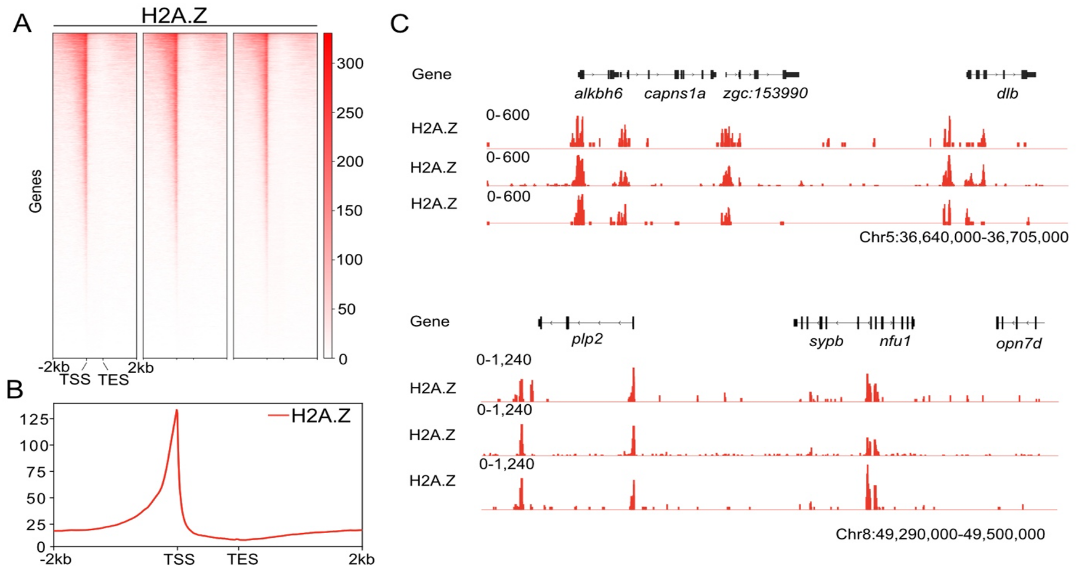 A
H2A.Z
Genes
300
250
200
150
100
50
0
-2kb
TSS
TES
2kb
B
H2A.Z
125
100
75
50
25
0
-2kb
TSS
TES
2kb
C
Gene
alkbh6
capns1a
zgc:153990
dlb
0-600
H2A.Z
0-600
H2A.Z
0-600
H2A.Z
Chr5:36,640,000-36,705,000
Gene
plp2
sypb
nfu1
opn7d
0-1,240
H2A.Z
0-1,240
H2A.Z
0-1,240
H2A.Z
Chr8:49,290,000-49,500,000